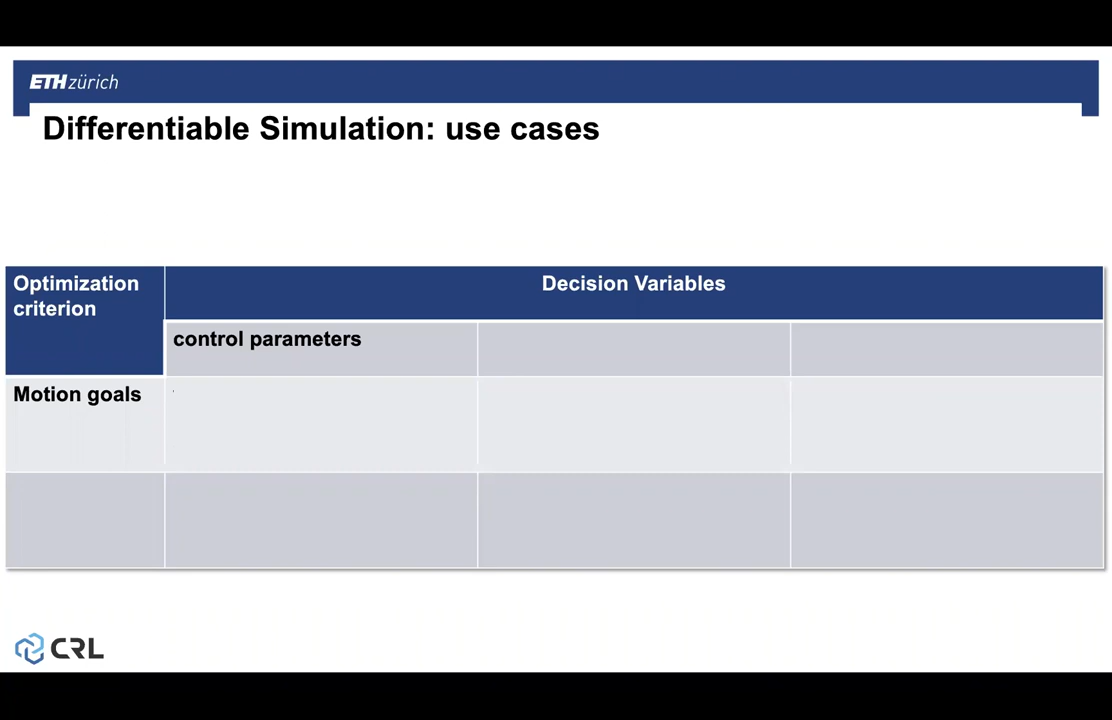 ETH zürich
Differentiable Simulation: use cases
Optimization
criterion
Decision Variables
control parameters
Motion goals
CRL